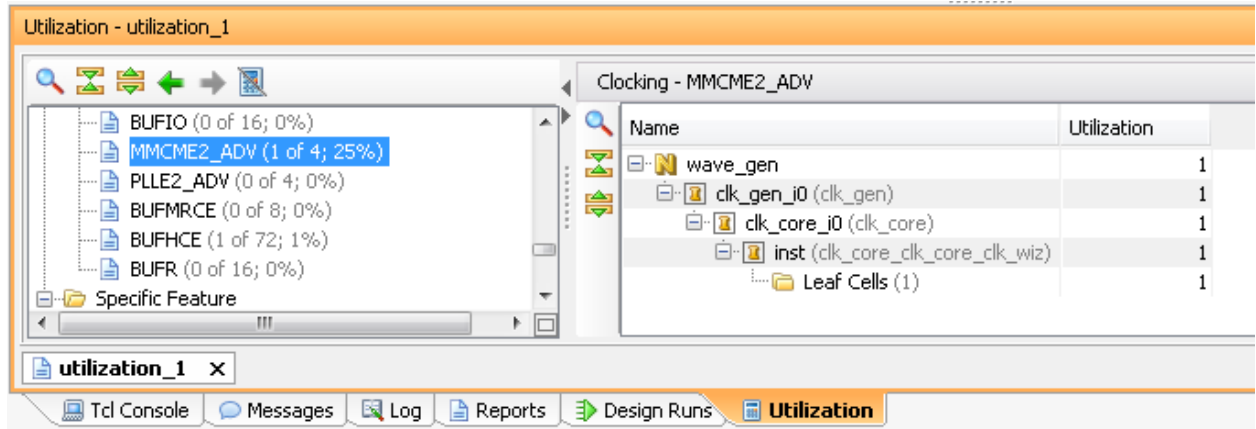 Utilization - utilization_1
Clocking - MMCME2_ADV
BUFIO (0 of 16; 0%)
MMCME2_ADV (1 of 4; 25%)
PLLE2_ADV (0 of 4; 0%)
BUFMRCE (0 of 8; 0%)
BUFHCE (1 of 72; 1%)
BUFR (0 of 16; 0%)
Specific Feature
Name Utilization
wave_gen 1
clk_gen_i0 (clk_gen) 1
clk_core_i0 (clk_core) 1
inst (clk_core_clk_core_clk_wiz) 1
Leaf Cells (1) 1
utilization_1 x
Tcl Console Messages Log Reports Design Runs Utilization